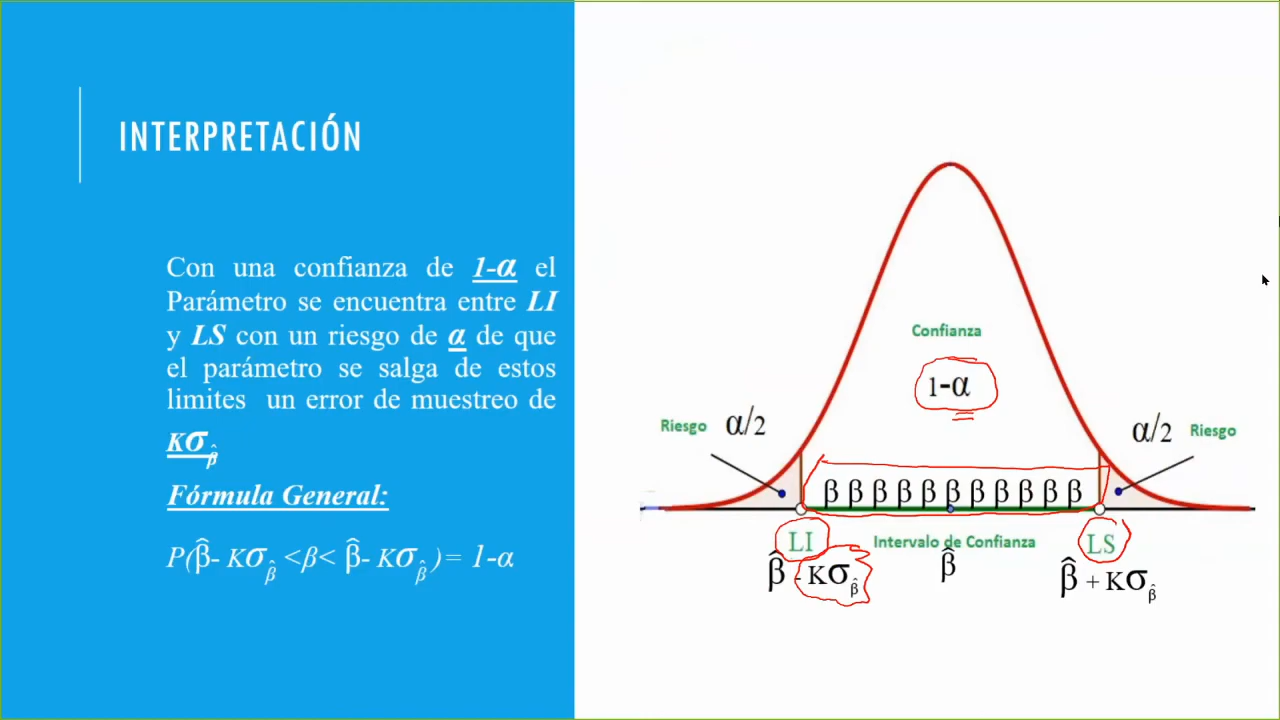 INTERPRETACIÓN
Con una confianza de 1-α el
Parámetro se encuentra entre LI
y LS con un riesgo de α de que
el parámetro se salga de estos
limites un error de muestreo de
Kσβ̂
Fórmula General:
P(β̂- Kσβ̂ <β< β̂- Kσβ̂ )= 1-α
Confianza
1-α
Riesgo α/2
α/2 Riesgo
β β β β β β β β β β β
LI Intervalo de Confianza LS
β̂ - Kσβ̂ β̂ β̂ + Kσβ̂